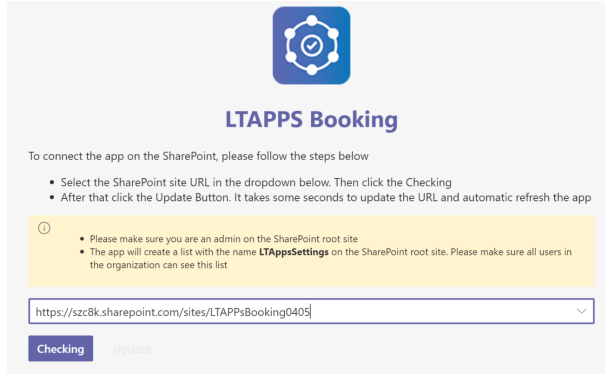 LTAPPS Booking
To connect the app on the SharePoint, please follow the steps below
• Select the SharePoint site URL in the dropdown below. Then click the Checking
• After that click the Update Button. It takes some seconds to update the URL and automatic refresh the app
• Please make sure you are an admin on the SharePoint root site
• The app will create a list with the name LTAppsSettings on the SharePoint root site. Please make sure all users in
the organization can see this list
https://szc8k.sharepoint.com/sites/LTAPPsBooking0405
Checking Update